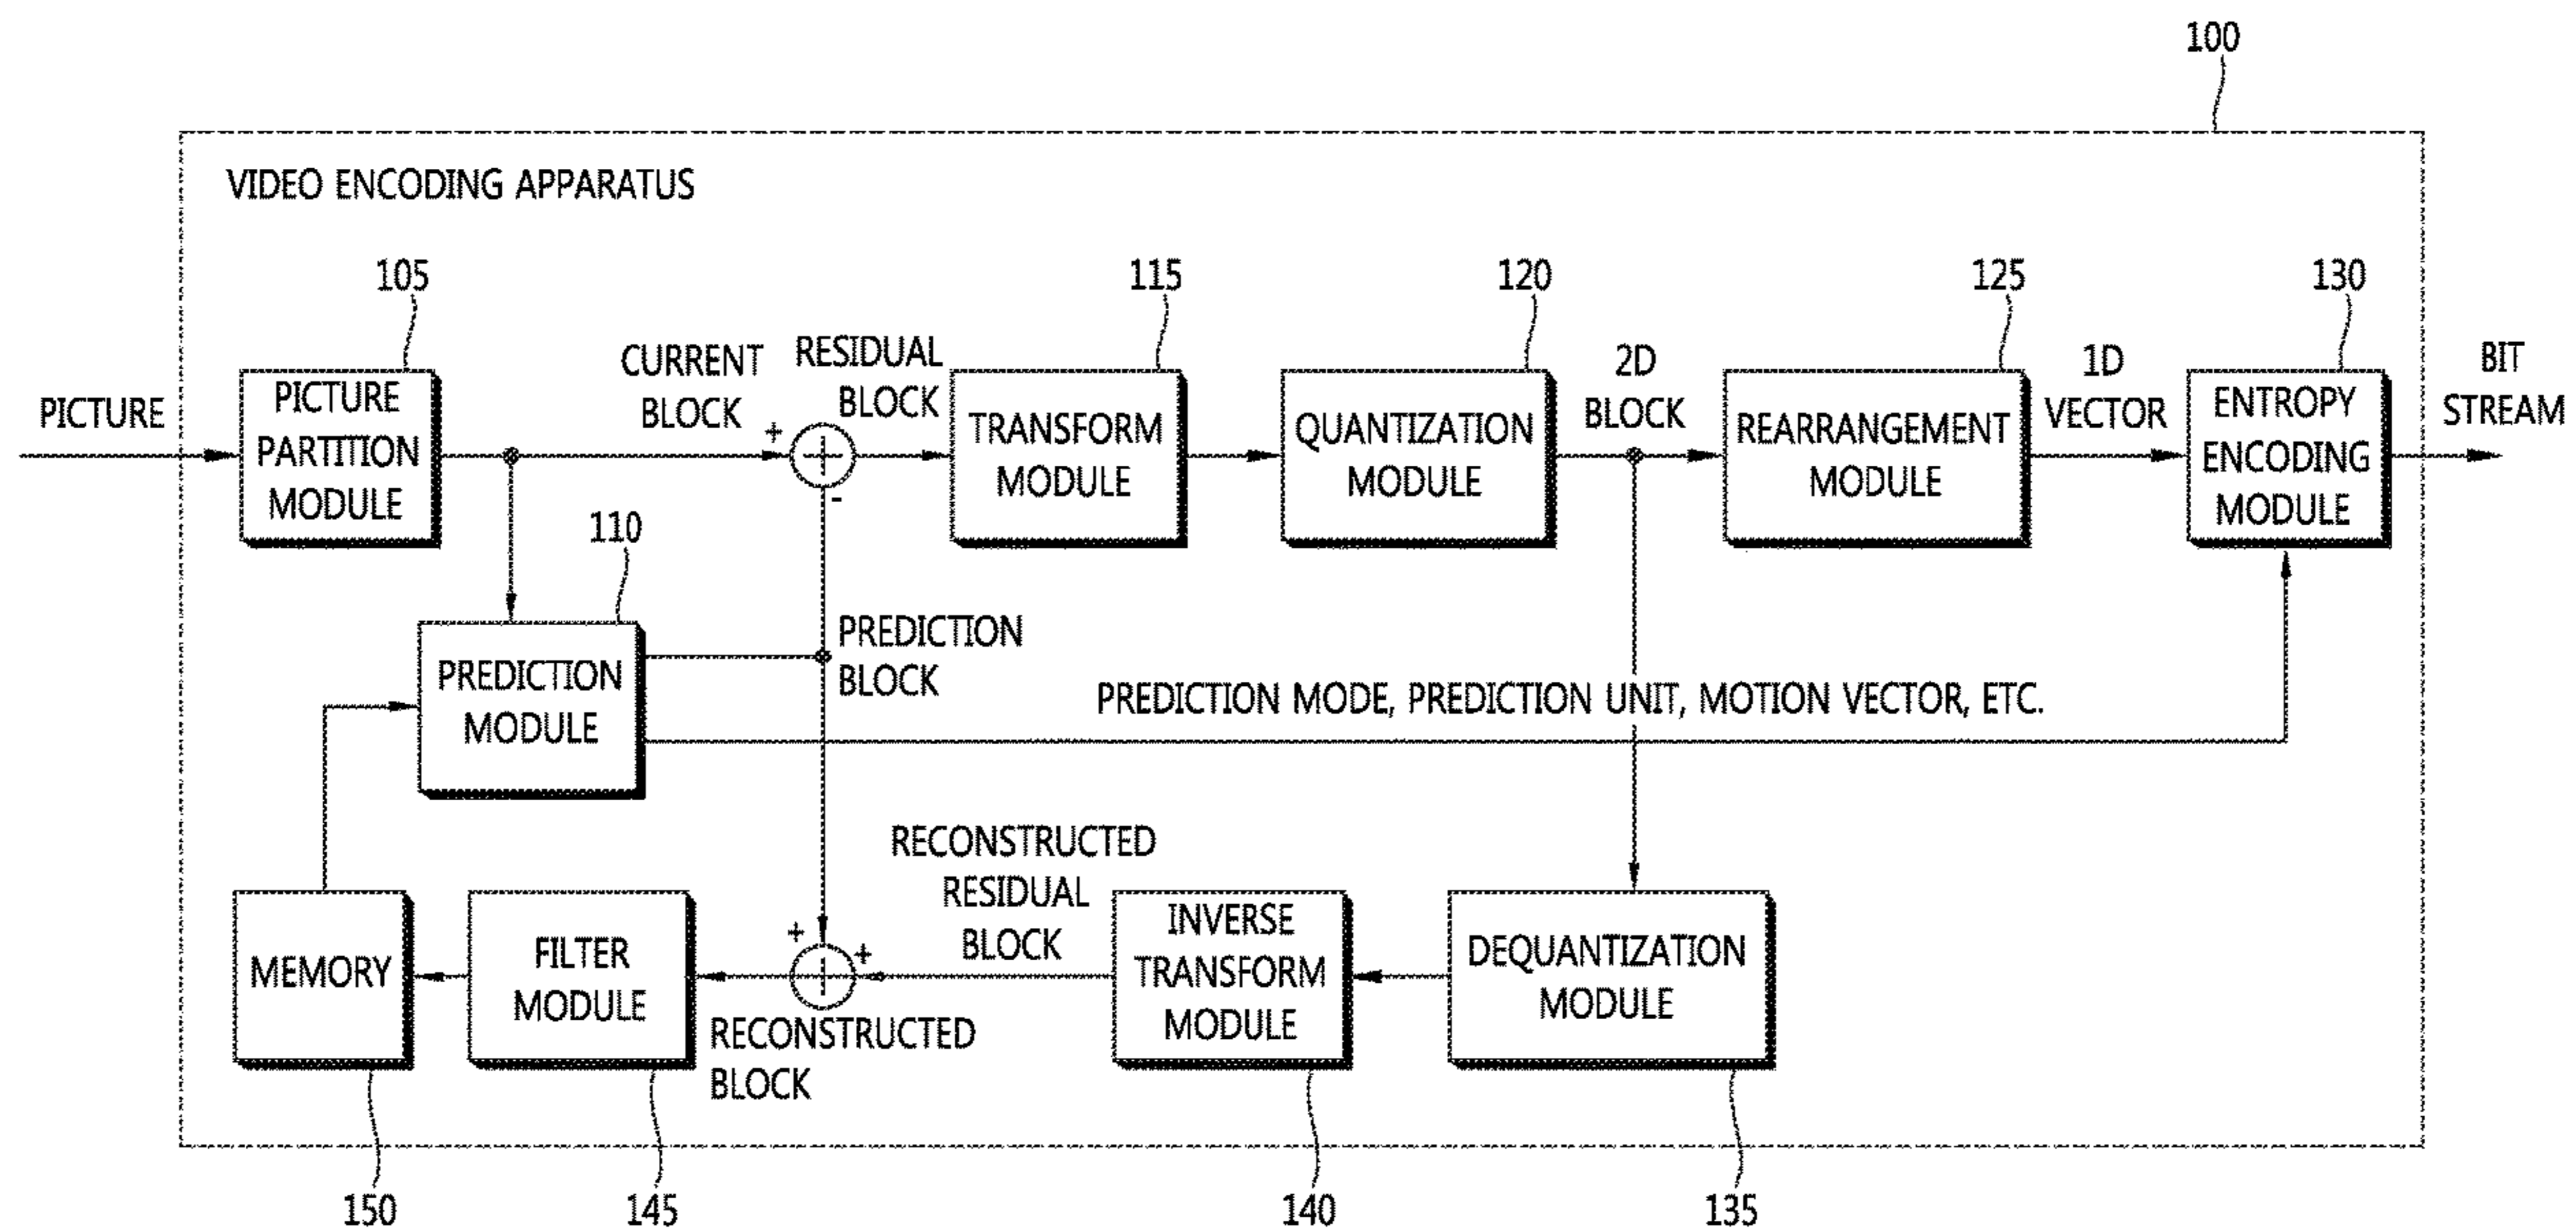 100
VIDEO ENCODING APPARATUS
105
115
120
125
130
PICTURE
PICTURE
PARTITION
MODULE
CURRENT
BLOCK
RESIDUAL
BLOCK
+
-
TRANSFORM
MODULE
QUANTIZATION
MODULE
2D
BLOCK
REARRANGEMENT
MODULE
1D
VECTOR
ENTROPY
ENCODING
MODULE
BIT
STREAM
110
PREDICTION
MODULE
PREDICTION
BLOCK
PREDICTION MODE, PREDICTION UNIT, MOTION VECTOR, ETC.
MEMORY
FILTER
MODULE
+
+
RECONSTRUCTED
BLOCK
RECONSTRUCTED
RESIDUAL
BLOCK
INVERSE
TRANSFORM
MODULE
DEQUANTIZATION
MODULE
150
145
140
135